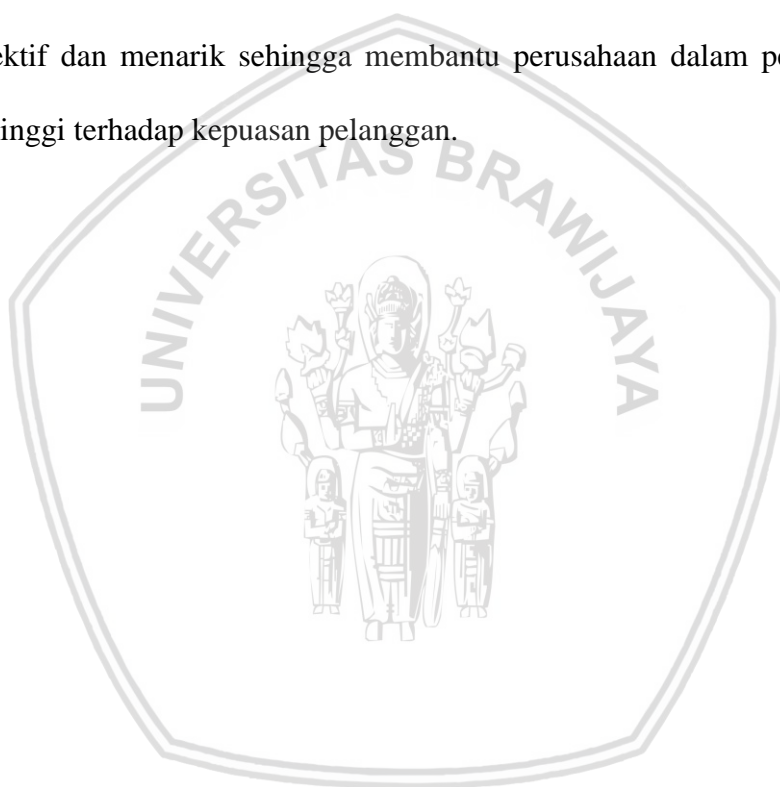 ektif dan menarik sehingga membantu perusahaan dalam pe
inggi terhadap kepuasan pelanggan.
UNIVERSITAS BRAWIJAYA